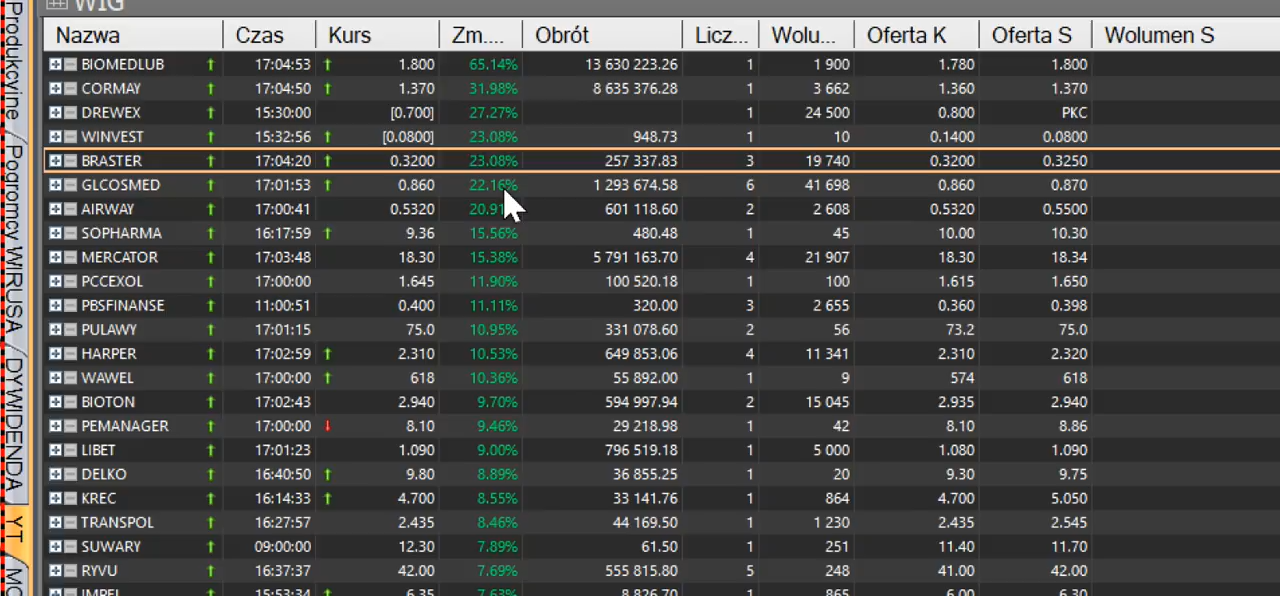 WIG
Nazwa Czas Kurs Zm.... Obrót Licz... Wolu... Oferta K Oferta S Wolumen S
BIOMEDLUB 17:04:53 1.800 65.14% 13 630 223.26 1 1 900 1.780 1.800
CORMAY 17:04:50 1.370 31.98% 8 635 376.28 1 3 662 1.360 1.370
DREWEX 15:30:00 [0.700] 27.27% 1 24 500 0.800 PKC
WINVEST 15:32:56 [0.0800] 23.08% 948.73 1 10 0.1400 0.0800
BRASTER 17:04:20 0.3200 23.08% 257 337.83 3 19 740 0.3200 0.3250
GLCOSMED 17:01:53 0.860 22.16% 1 293 674.58 6 41 698 0.860 0.870
AIRWAY 17:00:41 0.5320 20.91 601 118.60 2 2 608 0.5320 0.5500
SOPHARMA 16:17:59 9.36 15.56% 480.48 1 45 10.00 10.30
MERCATOR 17:03:48 18.30 15.38% 5 791 163.70 4 21 907 18.30 18.34
PCCEXOL 17:00:00 1.645 11.90% 100 520.18 1 100 1.615 1.650
PBSFINANSE 11:00:51 0.400 11.11% 320.00 3 2 655 0.360 0.398
PULAWY 17:01:15 75.0 10.95% 331 078.60 2 56 73.2 75.0
HARPER 17:02:59 2.310 10.53% 649 853.06 4 11 341 2.310 2.320
WAWEL 17:00:00 618 10.36% 55 892.00 1 9 574 618
BIOTON 17:02:43 2.940 9.70% 594 997.94 2 15 045 2.935 2.940
PEMANAGER 17:00:00 8.10 9.46% 29 218.98 1 42 8.10 8.86
LIBET 17:01:23 1.090 9.00% 796 519.18 1 5 000 1.080 1.090
DELKO 16:40:50 9.80 8.89% 36 855.25 1 20 9.30 9.75
KREC 16:14:33 4.700 8.55% 33 141.76 1 864 4.700 5.050
TRANSPOL 16:27:57 2.435 8.46% 44 169.50 1 1 230 2.435 2.545
SUWARY 09:00:00 12.30 7.89% 61.50 1 251 11.40 11.70
RYVU 16:37:37 42.00 7.69% 555 815.80 5 248 41.00 42.00
IMPEL 15:53:34 6.35 7.63% 8 826.70 1 865 6.00 6.30
Produkcyjne
Pogromcy WIRUSA
DYWIDENDA
YT